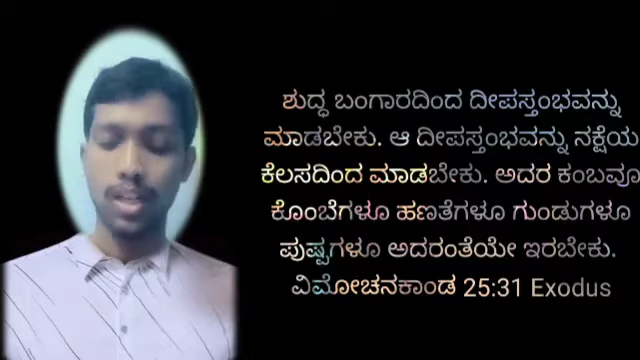 ಶುದ್ಧ ಬಂಗಾರದಿಂದ ದೀಪಸ್ತಂಭವನ್ನು
ಮಾಡಬೇಕು. ಆ ದೀಪಸ್ತಂಭವನ್ನು ನಕ್ಷೆಯ
ಕೆಲಸದಿಂದ ಮಾಡಬೇಕು. ಅದರ ಕಂಬವೂ
ಕೊಂಬೆಗಳೂ ಹಣತೆಗಳೂ ಗುಂಡುಗಳೂ
ಪುಷ್ಪಗಳೂ ಅದರಂತೆಯೇ ಇರಬೇಕು.
ವಿಮೋಚನಕಾಂಡ 25:31 Exodus